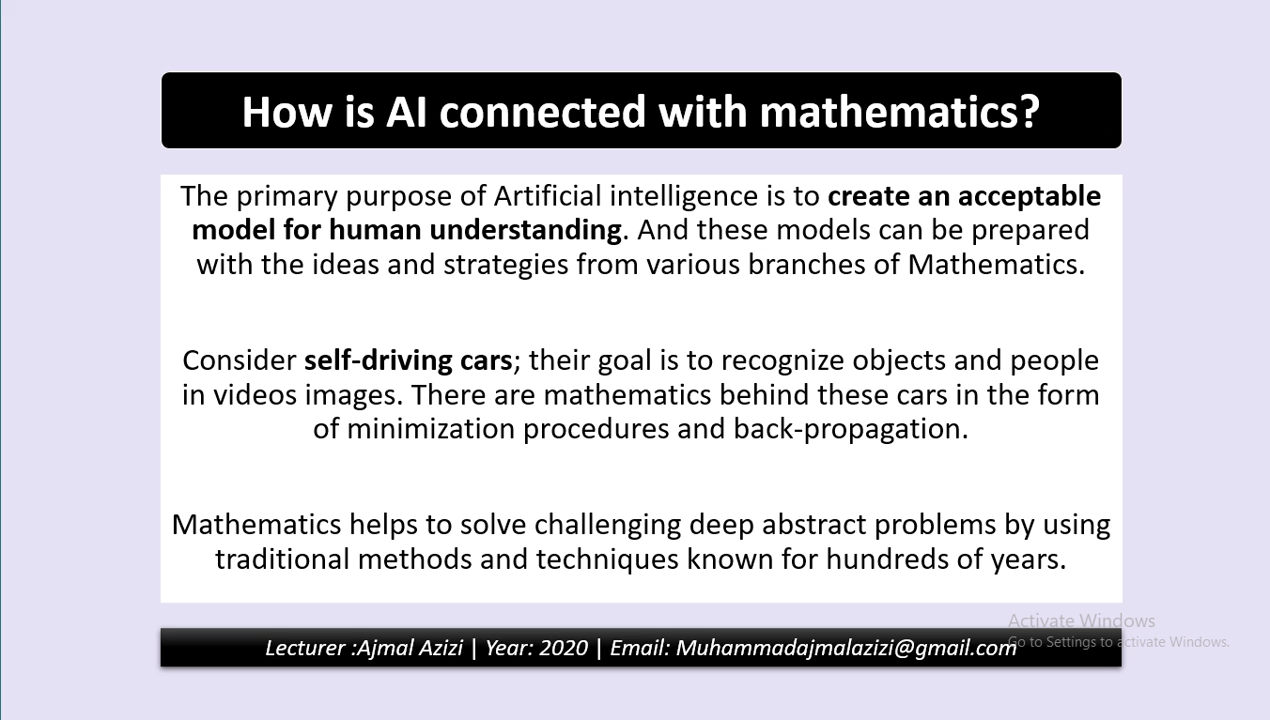 How is AI connected with mathematics?
The primary purpose of Artificial intelligence is to create an acceptable
model for human understanding. And these models can be prepared
with the ideas and strategies from various branches of Mathematics.
Consider self-driving cars; their goal is to recognize objects and people
in videos images. There are mathematics behind these cars in the form
of minimization procedures and back-propagation.
Mathematics helps to solve challenging deep abstract problems by using
traditional methods and techniques known for hundreds of years.
Activate Windows
Go to Settings to activate Windows.
Lecturer :Ajmal Azizi | Year: 2020 | Email: Muhammadajmalazizi@gmail.com